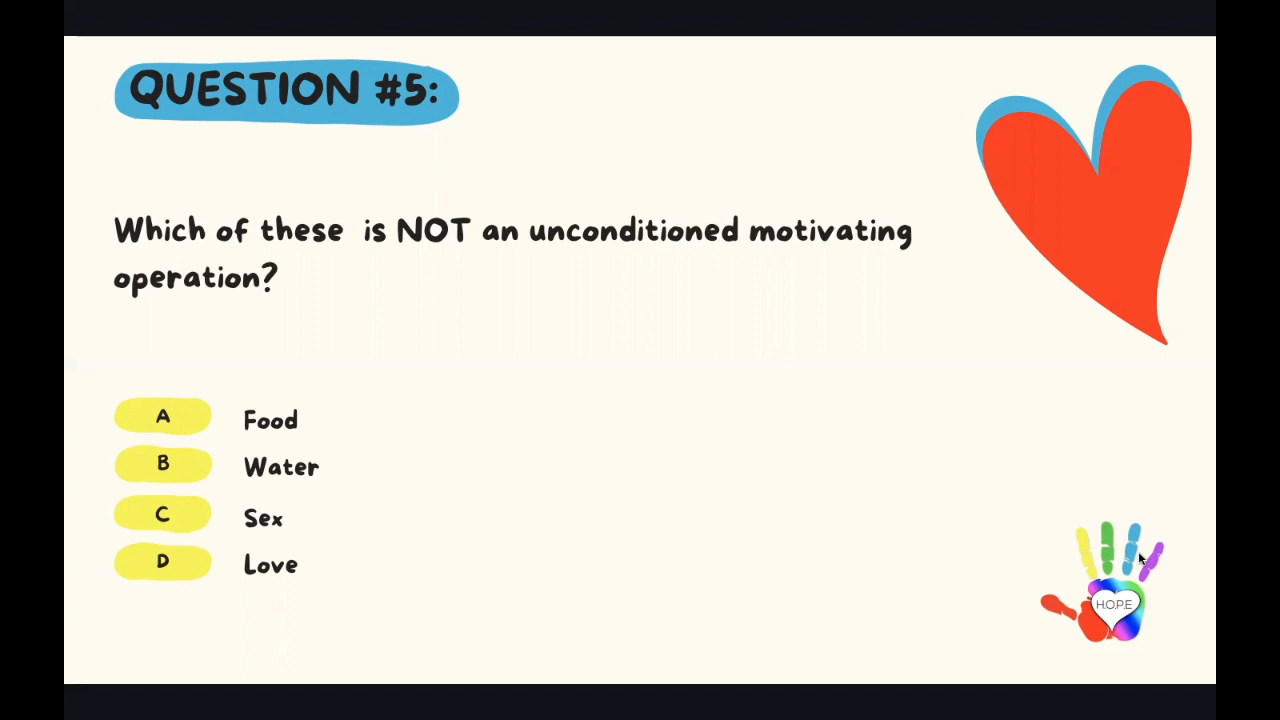 QUESTION #5:
Which of these is NOT an unconditioned motivating
operation?
A Food
B Water
C Sex
D Love
H.O.P.E